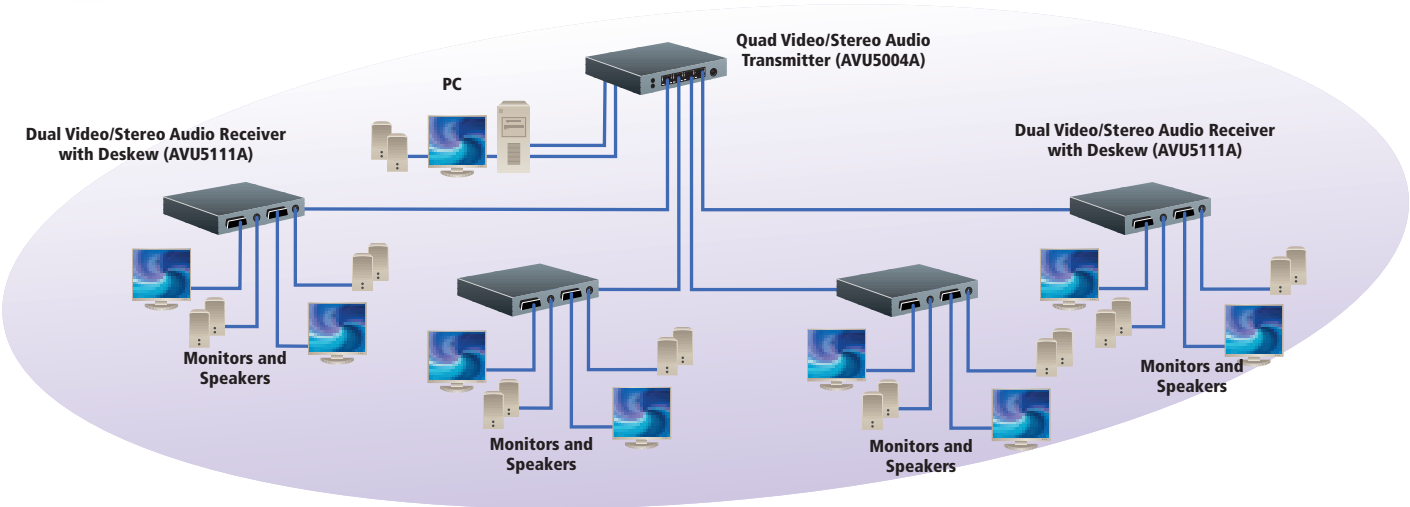 Quad Video/Stereo Audio
Transmitter (AVU5004A)
PC
Dual Video/Stereo Audio Receiver
with Deskew (AVU5111A)
Dual Video/Stereo Audio Receiver
with Deskew (AVU5111A)
Monitors and
Speakers
Monitors and
Speakers
Monitors and
Speakers
Monitors and
Speakers